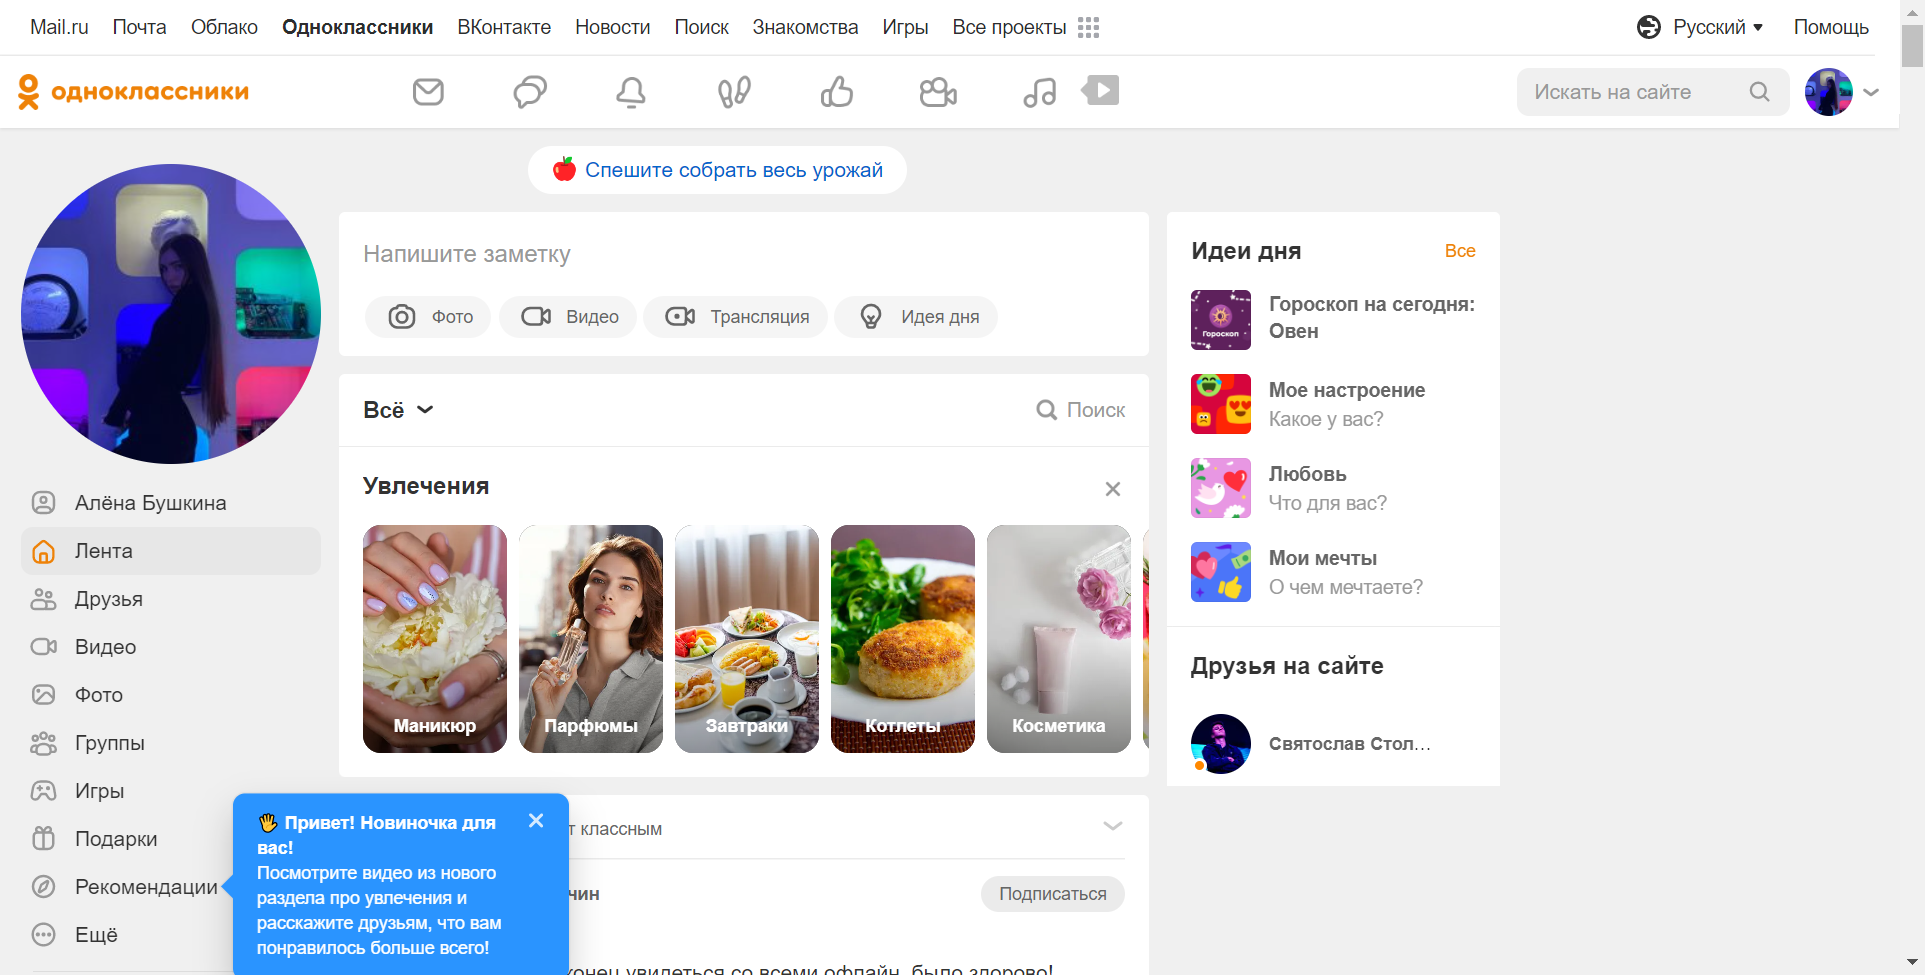 Mail.ru Почта Облако Одноклассники ВКонтакте Новости Поиск Знакомства Игры Все проекты Русский Помощь
одноклассники Искать на сайте
Спешите собрать весь урожай
Напишите заметку
Фото Видео Трансляция Идея дня
Всё Поиск
Увлечения
Маникюр Парфюмы Завтраки Котлеты Косметика
Алёна Бушкина
Лента
Друзья
Видео
Фото
Группы
Игры
Подарки
Рекомендации
Ещё
Привет! Новиночка для
вас!
Посмотрите видео из нового
раздела про увлечения и
расскажите друзьям, что вам
понравилось больше всего!
т классным
чин Подписаться
конец увидеться со всеми офлайн, было здорово!
Идеи дня Все
Гороскоп
Гороскоп на сегодня:
Овен
Мое настроение
Какое у вас?
Любовь
Что для вас?
Мои мечты
О чем мечтаете?
Друзья на сайте
Святослав Стол...